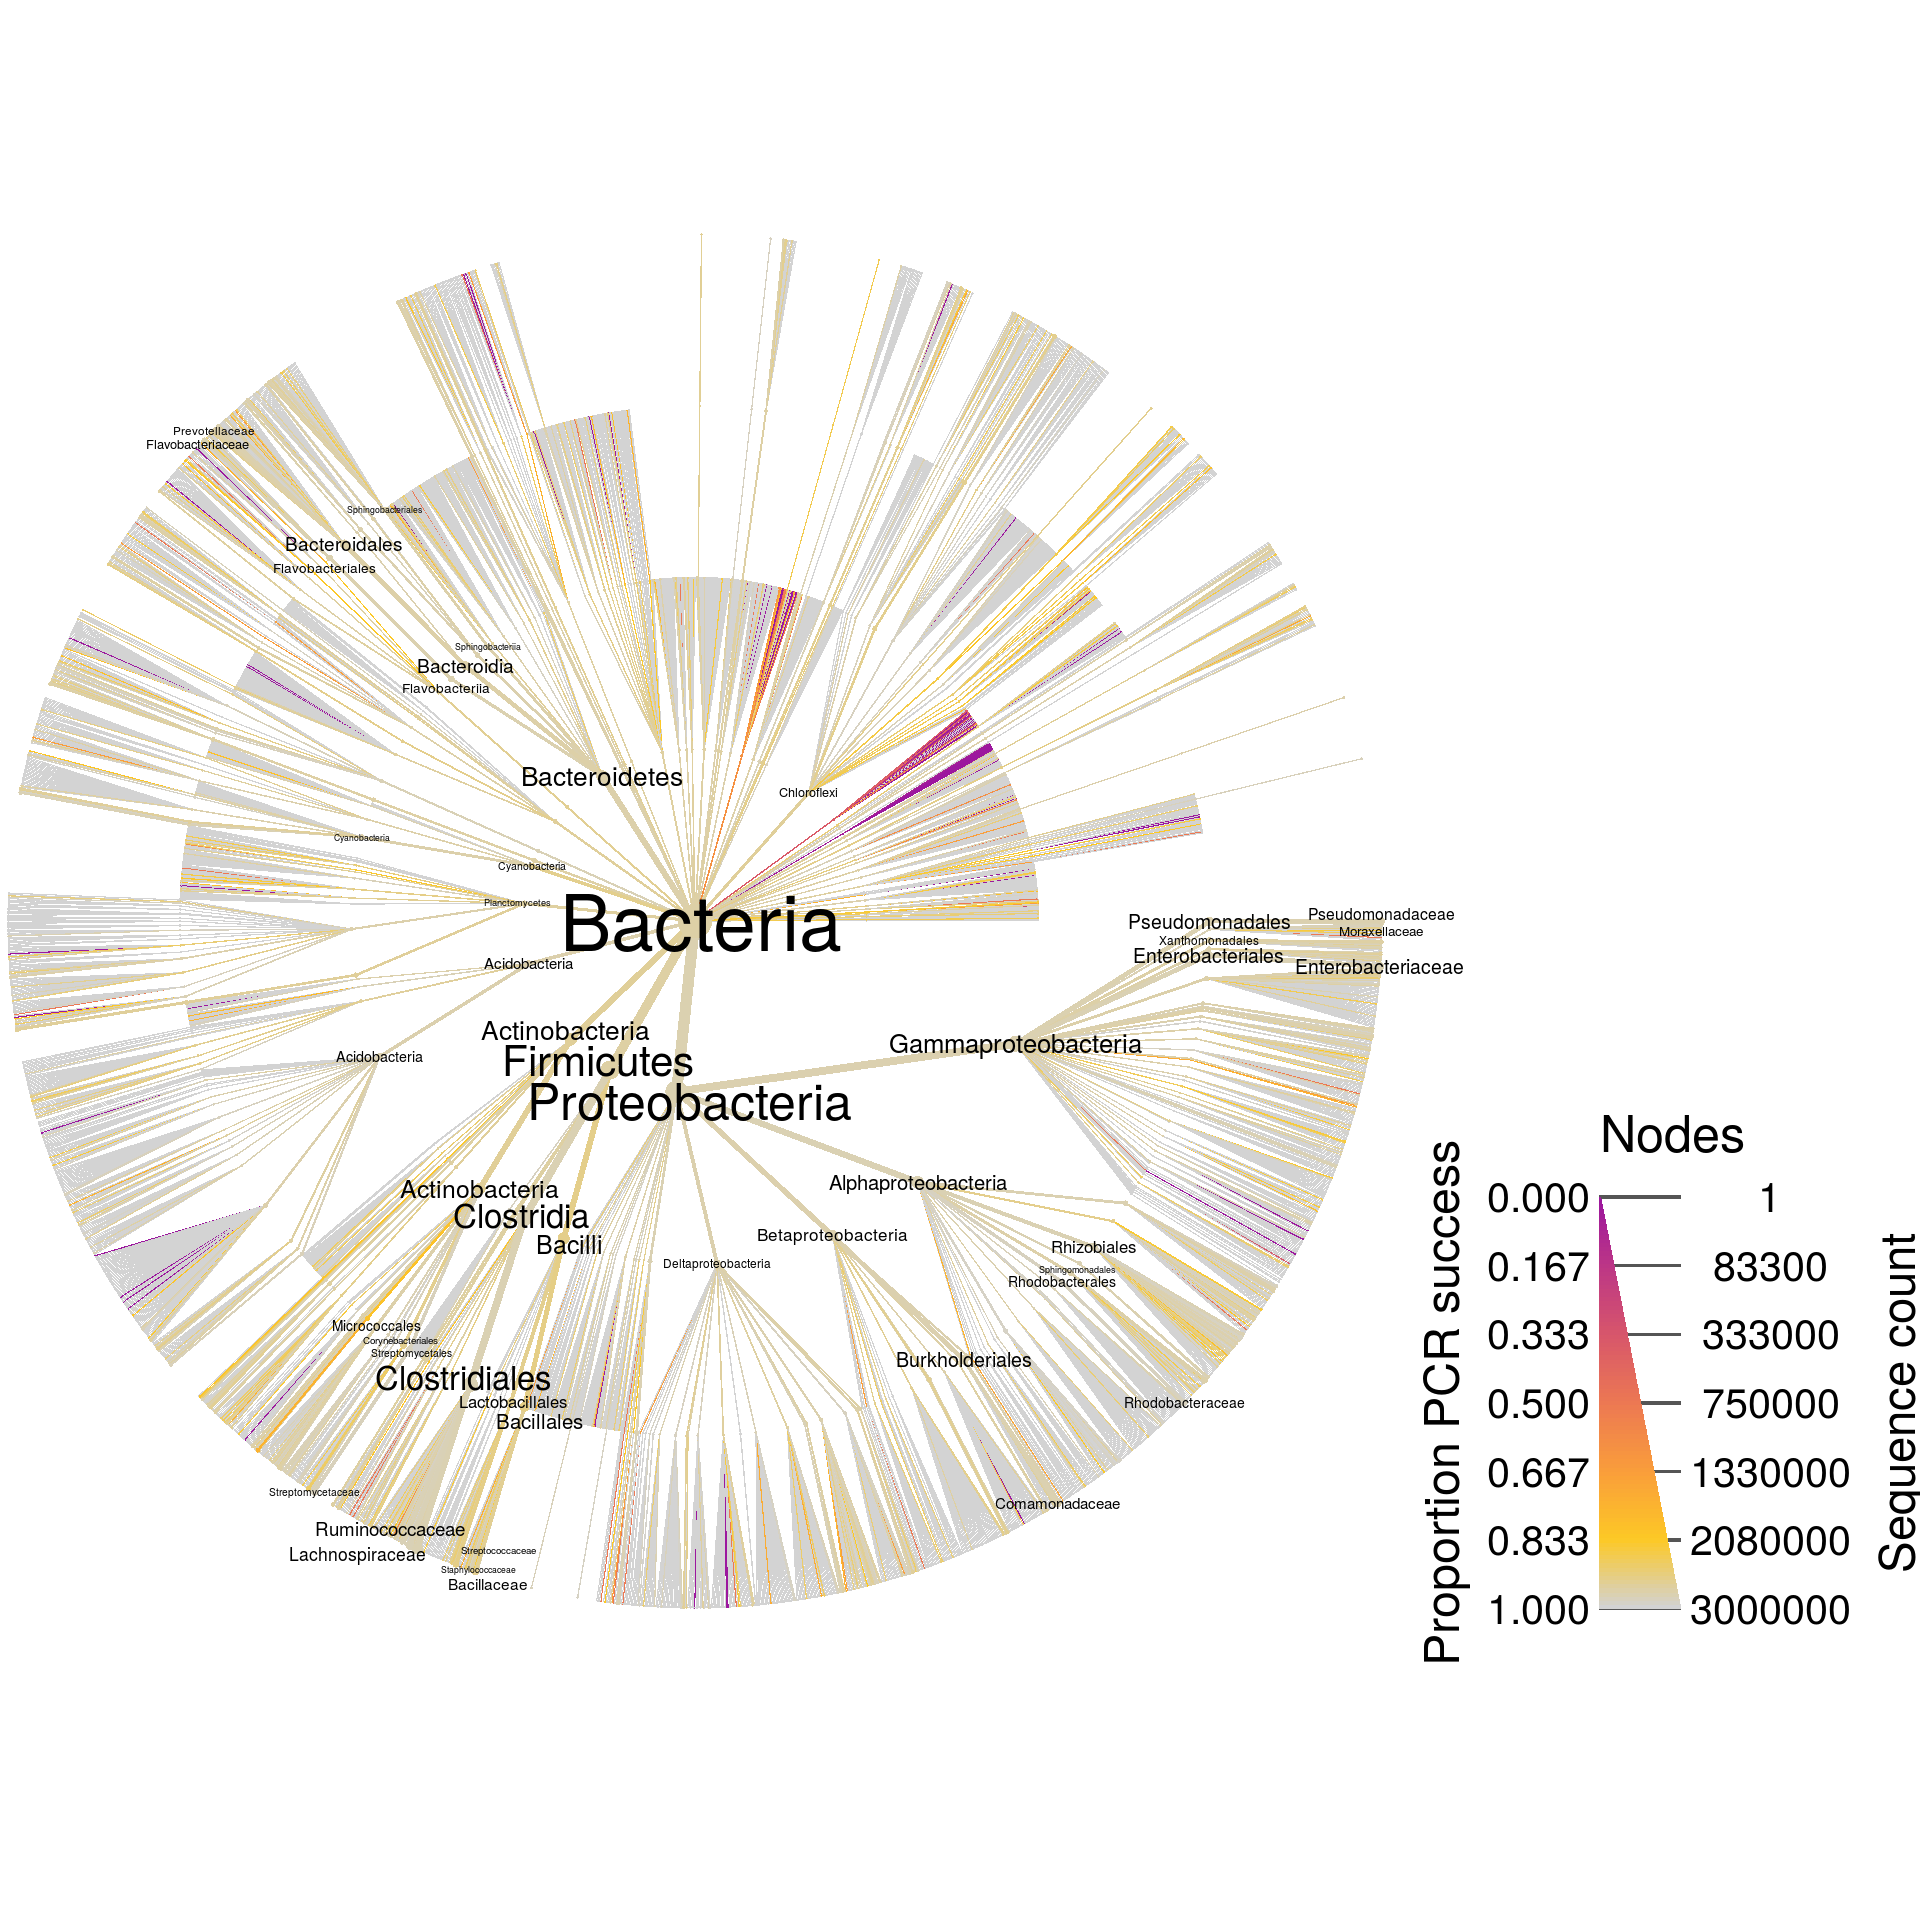 Prevotellaceae
Flavobacteriaceae
Sphingobacteriales
Bacteroidales
Flavobacteriales
Sphingobacteriia
Bacteroidia
Flavobacteriia
Bacteroidetes
Chloroflexi
Cyanobacteria
Cyanobacteria
Planctomycetes
Bacteria
Pseudomonadales
Pseudomonadaceae
Moraxellaceae
Xanthomonadales
Enterobacteriales
Enterobacteriaceae
Acidobacteria
Actinobacteria
Gammaproteobacteria
Acidobacteria
Firmicutes
Proteobacteria
Alphaproteobacteria
Actinobacteria
Clostridia
Betaproteobacteria
Bacilli
Rhizobiales
Deltaproteobacteria
Sphingomonadales
Rhodobacterales
Micrococcales
Corynebacteriales
Streptomycetales
Burkholderiales
Clostridiales
Lactobacillales
Rhodobacteraceae
Bacillales
Streptomycetaceae
Comamonadaceae
Ruminococcaceae
Streptococcaceae
Lachnospiraceae
Staphylococcaceae
Bacillaceae
Nodes
Proportion PCR success
Sequence count
0.000 1
0.167 83300
0.333 333000
0.500 750000
0.667 1330000
0.833 2080000
1.000 3000000